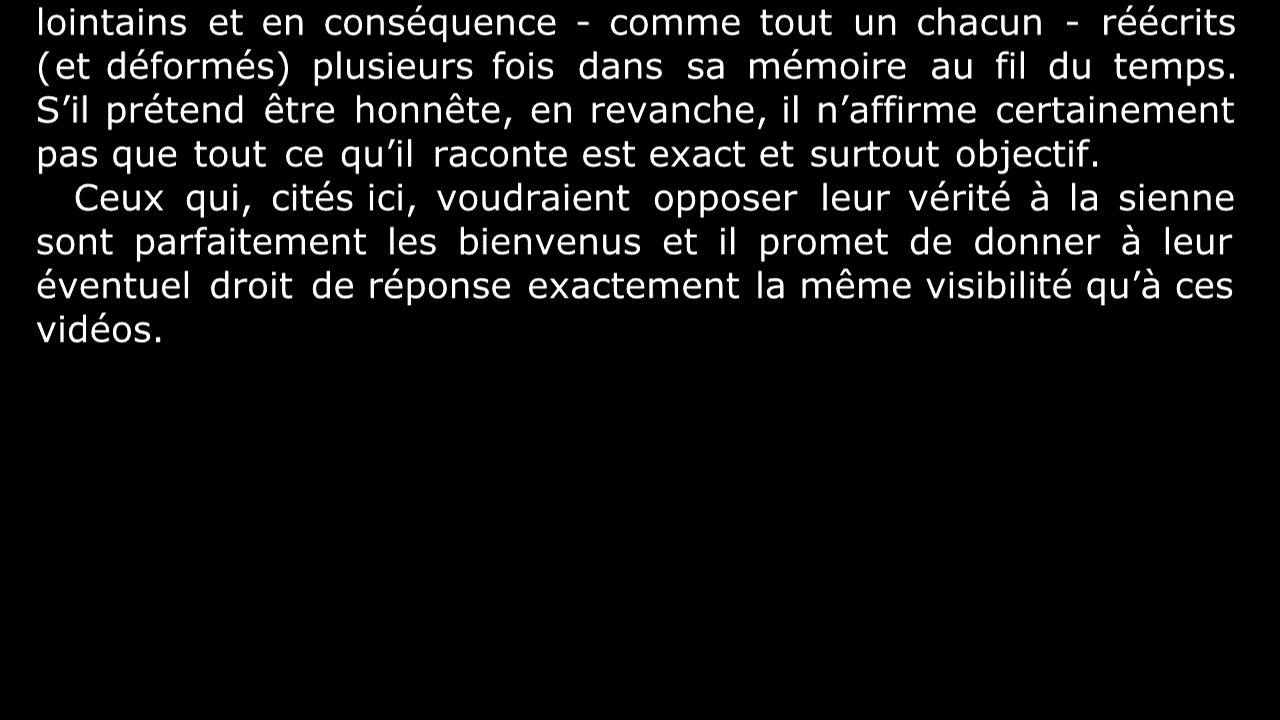 lointains et en conséquence - comme tout un chacun - réécrits
(et déformés) plusieurs fois dans sa mémoire au fil du temps.
S’il prétend être honnête, en revanche, il n’affirme certainement
pas que tout ce qu’il raconte est exact et surtout objectif.
Ceux qui, cités ici, voudraient opposer leur vérité à la sienne
sont parfaitement les bienvenus et il promet de donner à leur
éventuel droit de réponse exactement la même visibilité qu’à ces
vidéos.